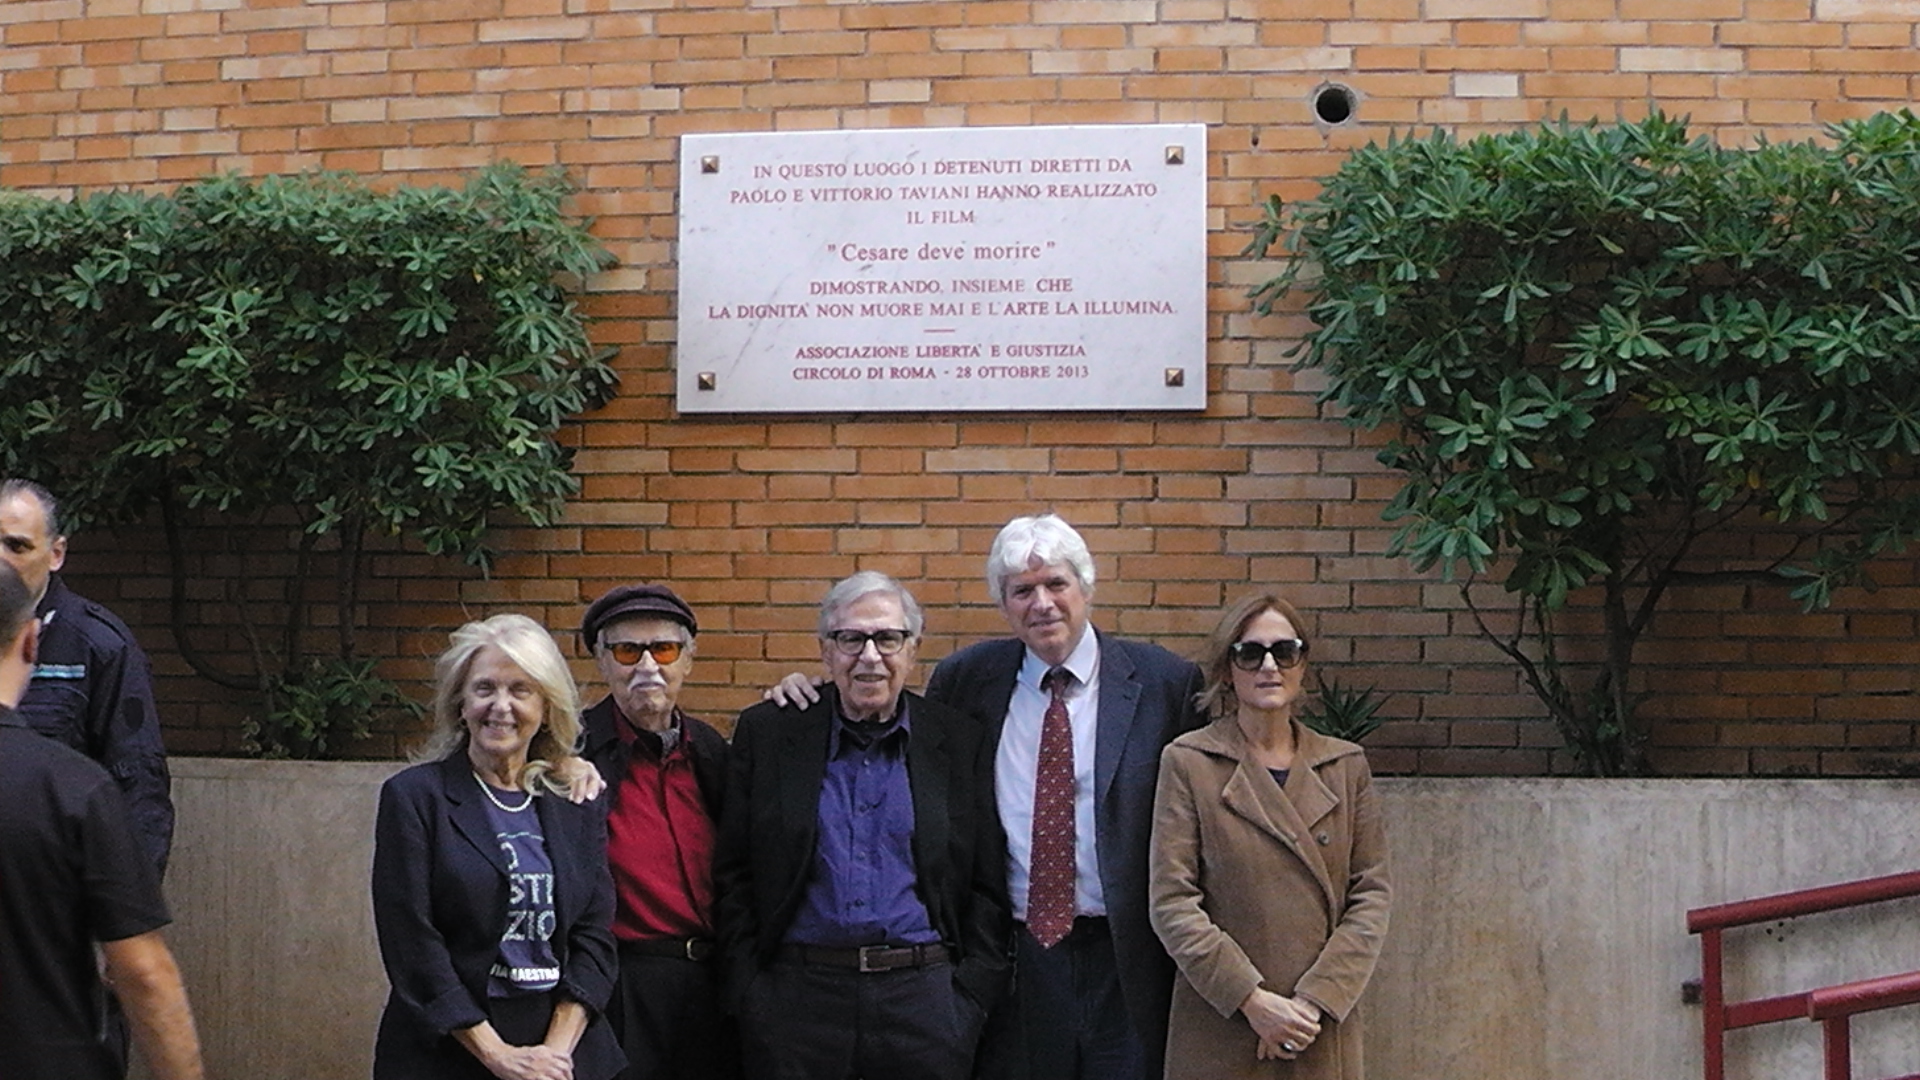 IN QUESTO LUOGO I DETENUTI DIRETTI DA
PAOLO E VITTORIO TAVIANI HANNO REALIZZATO
IL FILM
"Cesare deve morire"
DIMOSTRANDO, INSIEME CHE
LA DIGNITA' NON MUORE MAI E L'ARTE LA ILLUMINA.
ASSOCIAZIONE LIBERTA' E GIUSTIZIA
CIRCOLO DI ROMA - 28 OTTOBRE 2013